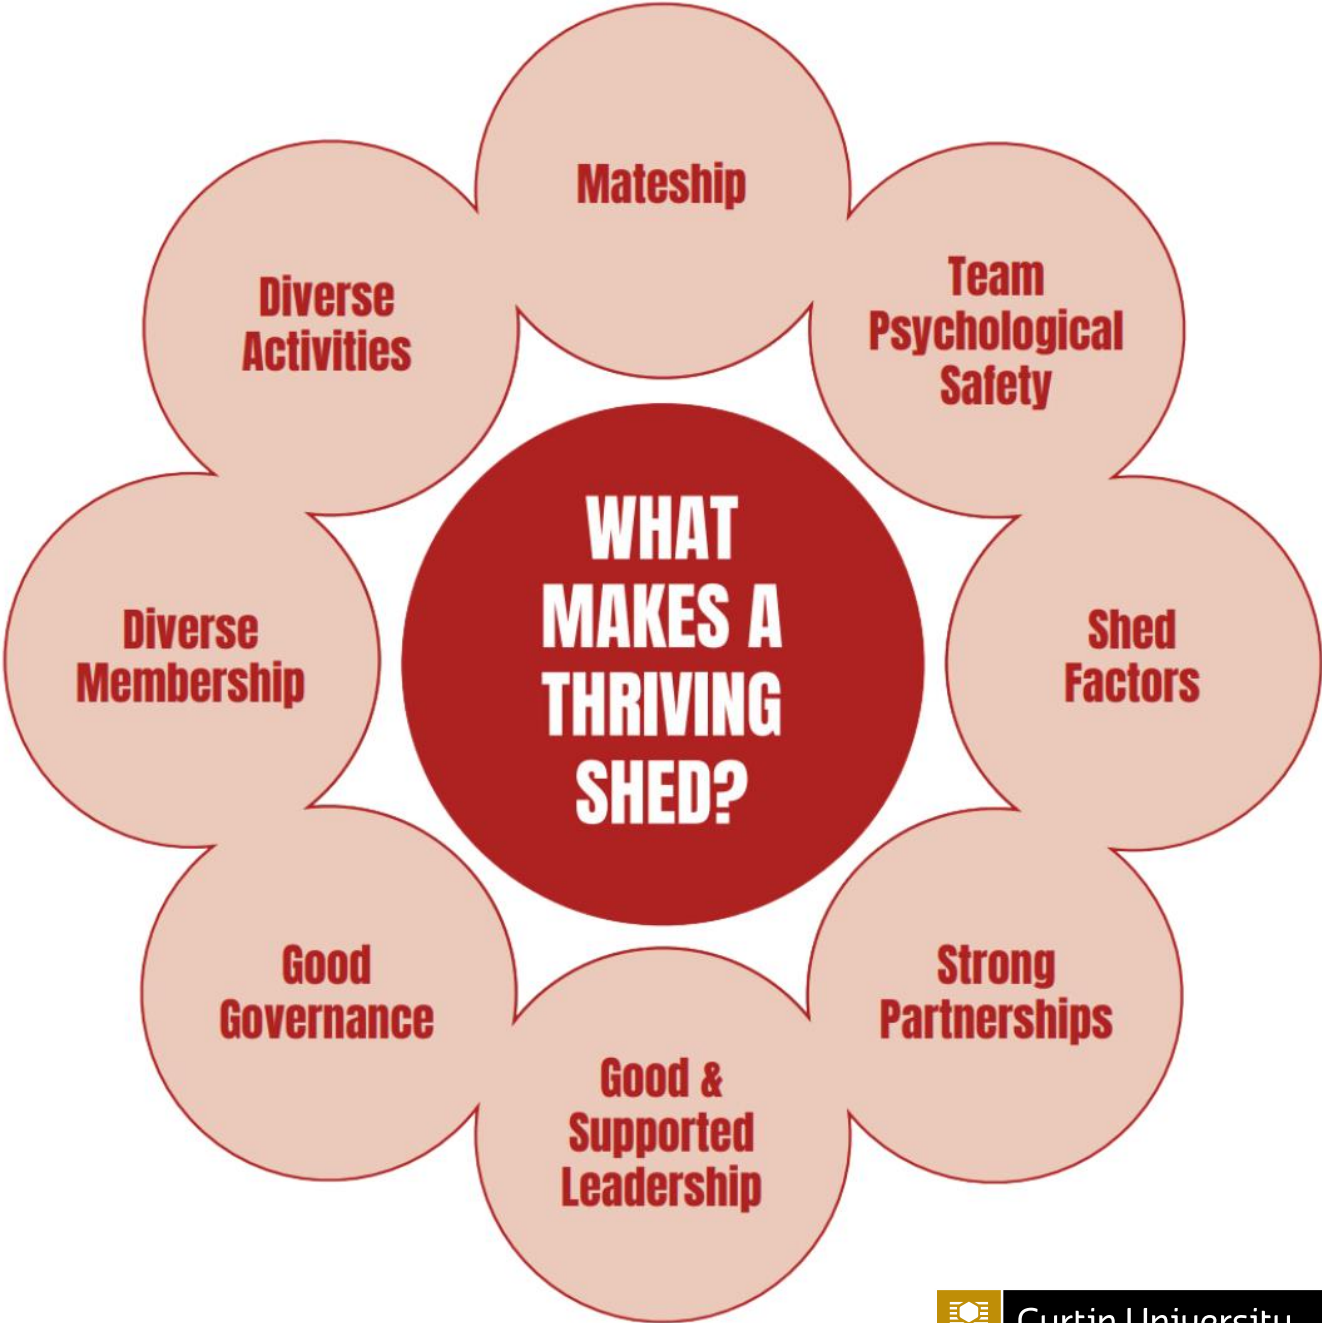 Mateship
Team
Psychological
Safety
Shed
Factors
Strong
Partnerships
Good &
Supported
Leadership
Good
Governance
Diverse
Membership
Diverse
Activities
WHAT
MAKES A
THRIVING
SHED?
Curtin University